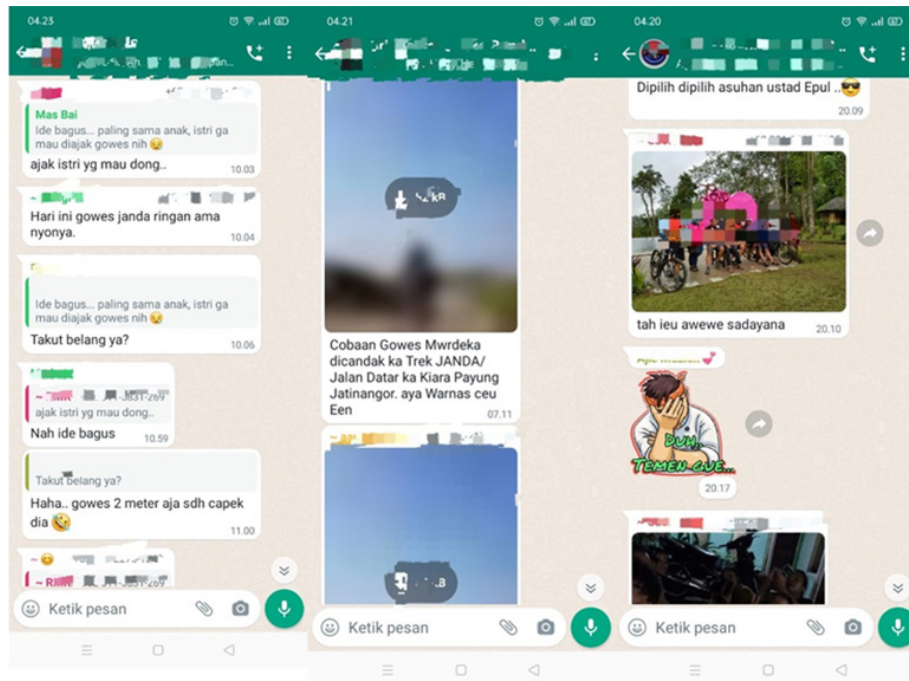 04.23
Mas Bai
Ide bagus... paling sama anak, istri ga
mau diajak gowes nih
ajak istri yg mau dong..
10.03
Hari ini gowes janda ringan ama
nyonya.
10.04
Ide bagus... paling sama anak, istri ga
mau diajak gowes nih
Takut belang ya?
10.06
ajak istri yg mau dong..
Nah ide bagus
10.59
Takut belang ya?
Haha.. gowes 2 meter aja sdh capek
dia
11.00
Ketik pesan
04.21
Cobaan Gowes Mwrdeka
dicandak ka Trek JANDA/
Jalan Datar ka Kiara Payung
Jatinangor. aya Warnas ceu
Een
07.11
Ketik pesan
04.20
Dipilih dipilih asuhan ustad Epul ..
20.09
tah ieu awewe sadayana
20.10
DUH..
TEMEN GUE...
20.17
Ketik pesan